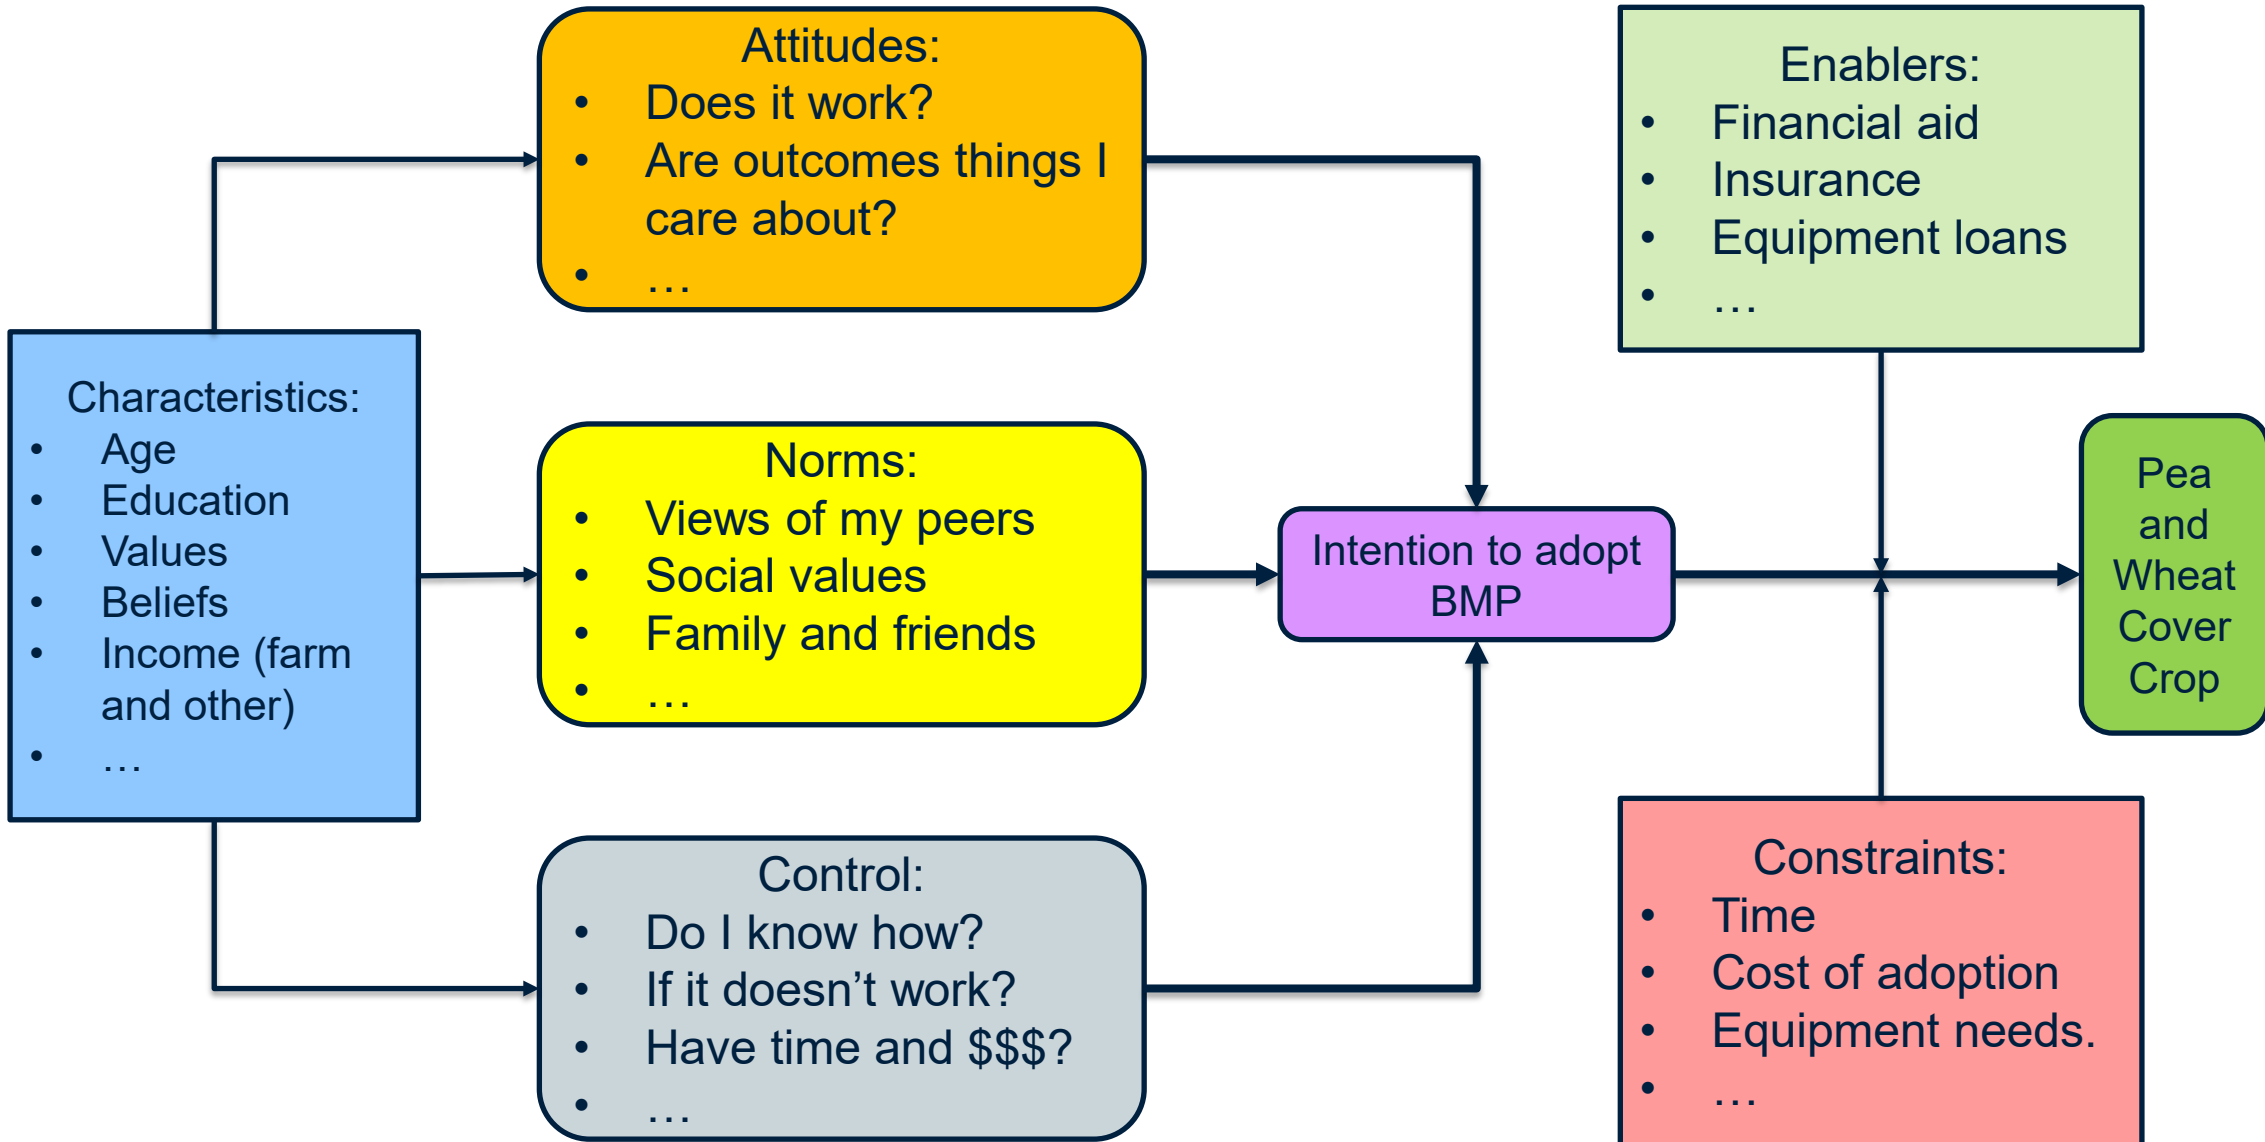 Characteristics:
• Age
• Education
• Values
• Beliefs
• Income (farm
and other)
• …
Attitudes:
• Does it work?
• Are outcomes things I
care about?
• …
Norms:
• Views of my peers
• Social values
• Family and friends
• …
Control:
• Do I know how?
• If it doesn’t work?
• Have time and $$$?
• …
Intention to adopt
BMP
Enablers:
• Financial aid
• Insurance
• Equipment loans
• …
Constraints:
• Time
• Cost of adoption
• Equipment needs.
• …
Pea
and
Wheat
Cover
Crop